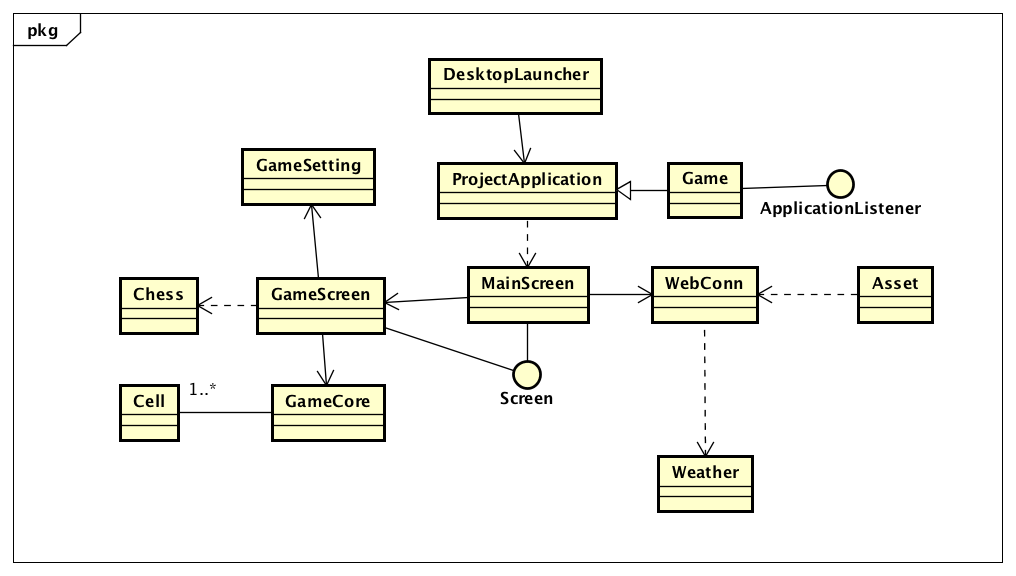 pkg
DesktopLauncher
GameSetting
ProjectApplication
Game
ApplicationListener
Chess
GameScreen
MainScreen
WebConn
Asset
Screen
1..*
Cell
GameCore
Weather